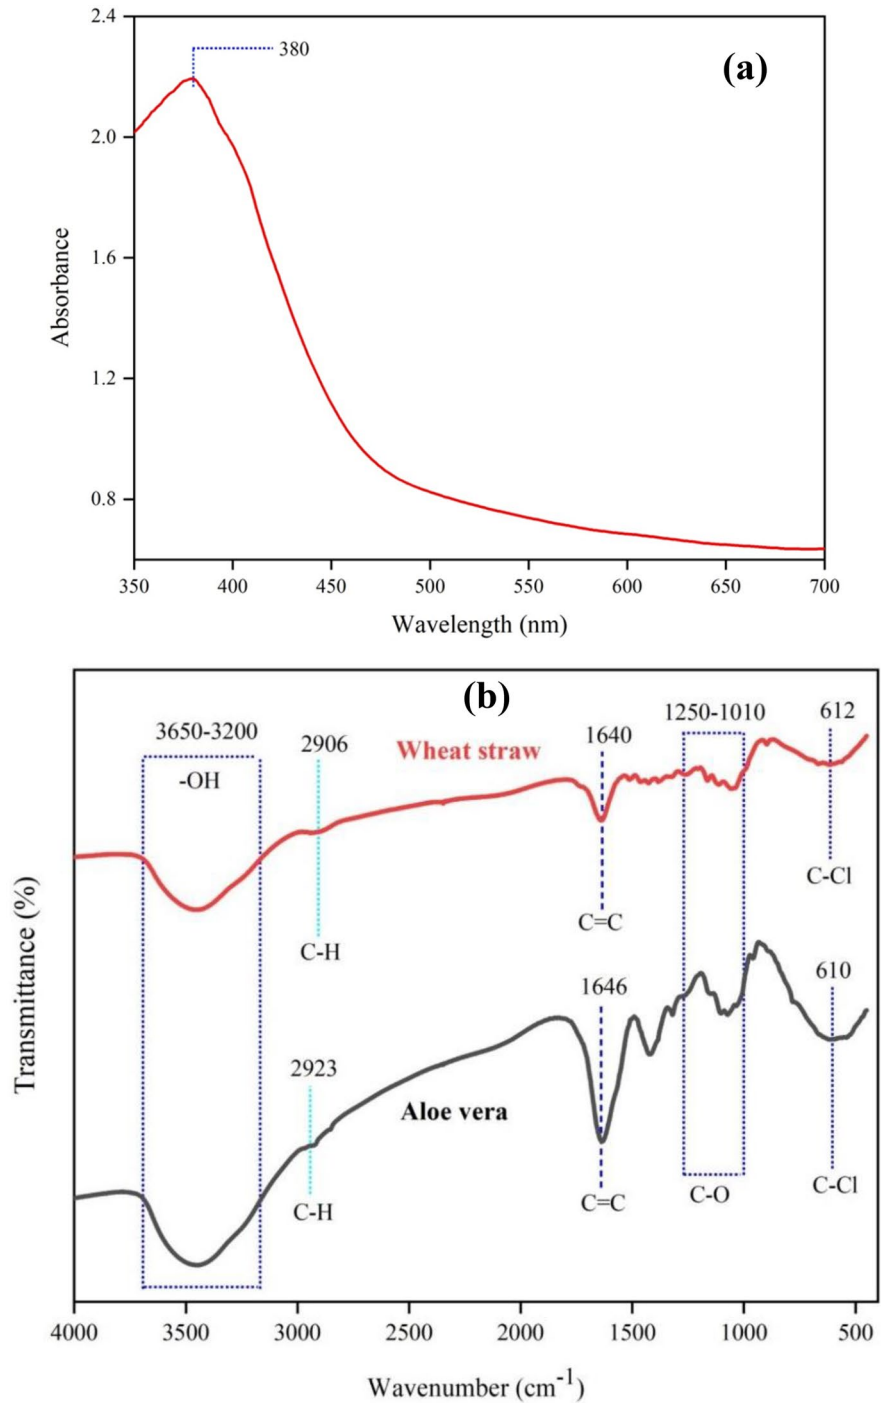 2.4
380
(a)
2.0
1.6
1.2
0.8
Absorbance
350 400 450 500 550 600 650 700
Wavelength (nm)
(b)
3650-3200
-OH
2906
Wheat straw
1640
1250-1010
612
C-H
C=C
C-Cl
2923
Aloe vera
1646
610
C-H
C=C
C-O
C-Cl
Transmittance (%)
4000 3500 3000 2500 2000 1500 1000 500
Wavenumber (cm-1)